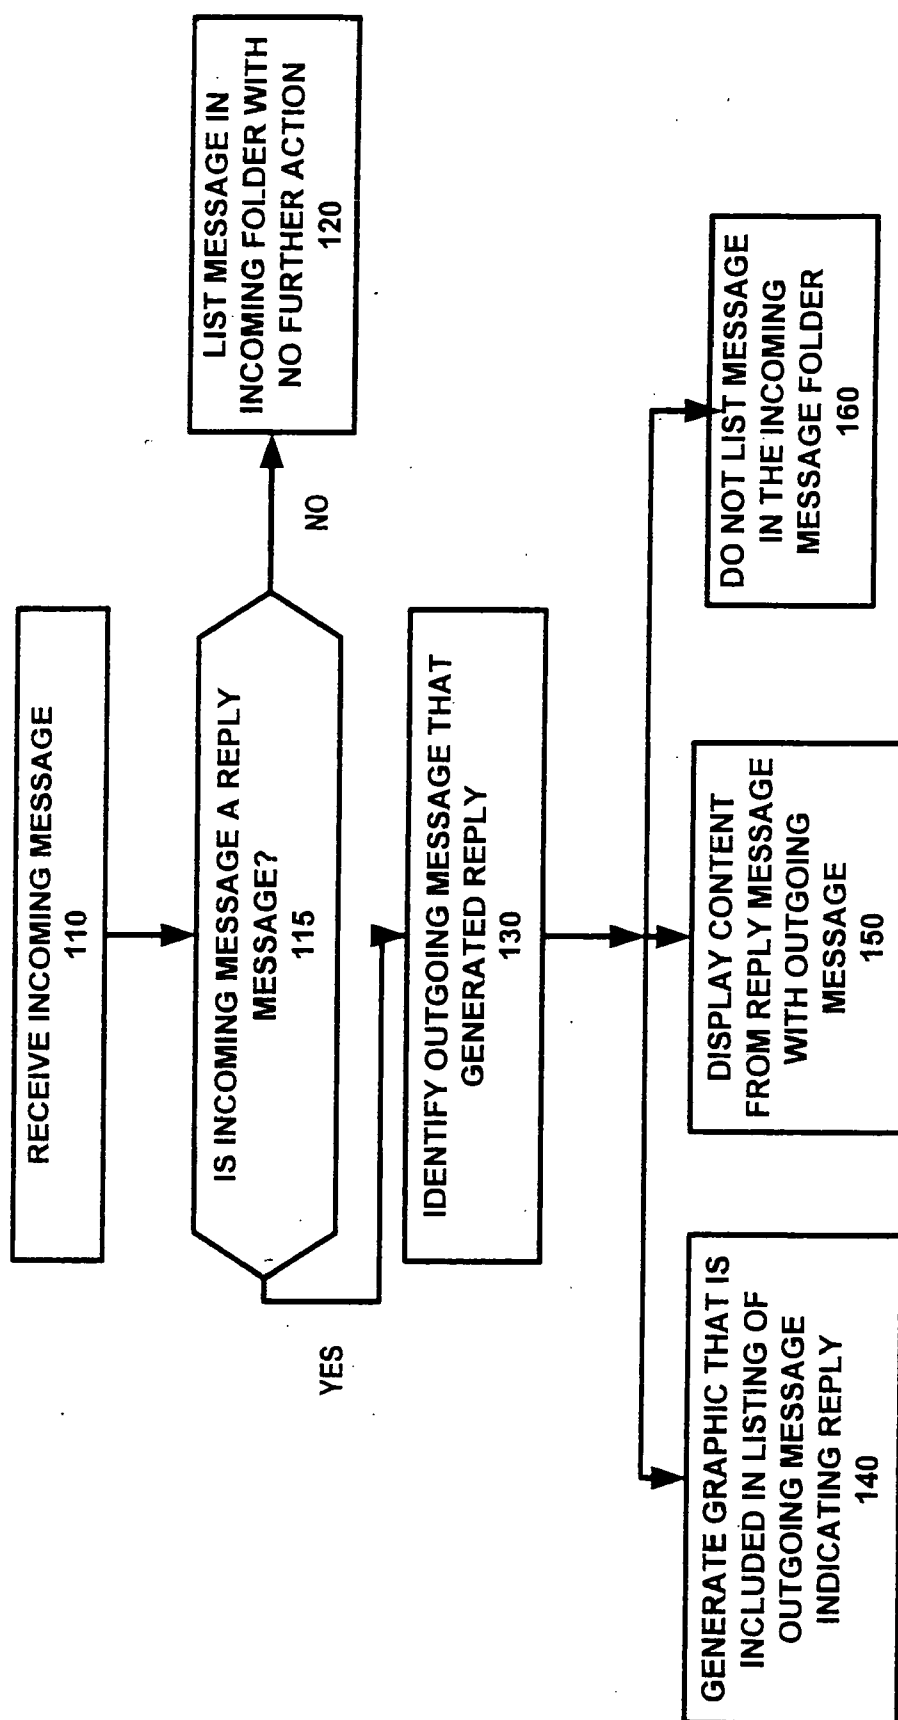 RECEIVE INCOMING MESSAGE
110
IS INCOMING MESSAGE A REPLY
MESSAGE?
115
NO
LIST MESSAGE IN
INCOMING FOLDER WITH
NO FURTHER ACTION
120
YES
IDENTIFY OUTGOING MESSAGE THAT
GENERATED REPLY
130
GENERATE GRAPHIC THAT IS
INCLUDED IN LISTING OF
OUTGOING MESSAGE
INDICATING REPLY
140
DISPLAY CONTENT
FROM REPLY MESSAGE
WITH OUTGOING
MESSAGE
150
DO NOT LIST MESSAGE
IN THE INCOMING
MESSAGE FOLDER
160